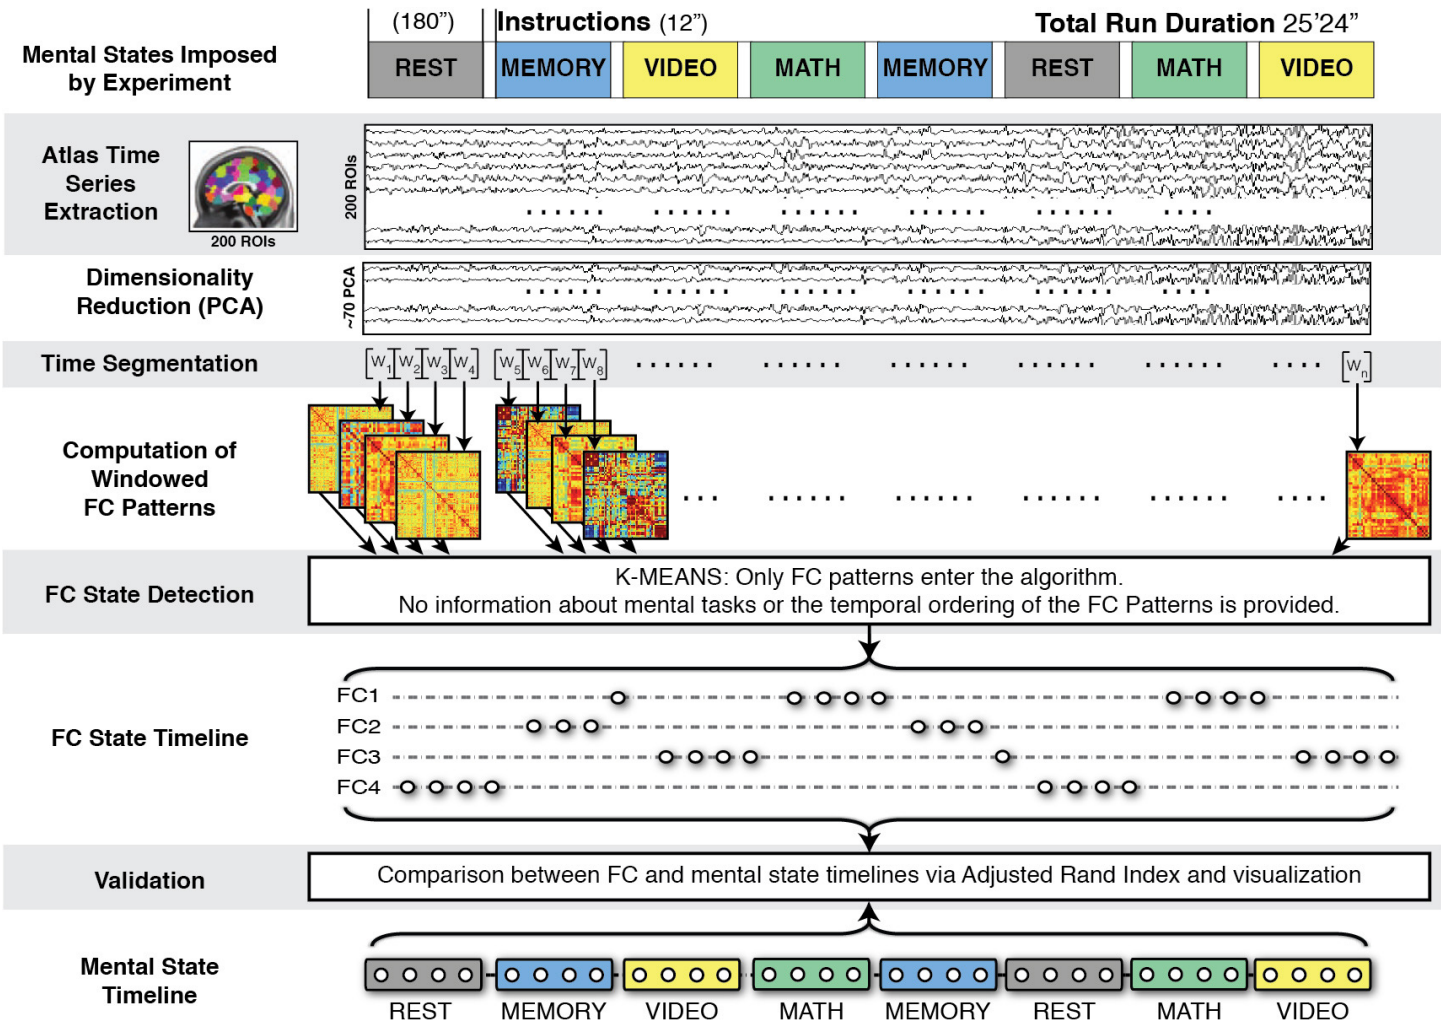 (180”) Instructions (12”) Total Run Duration 25’24”
Mental States Imposed
by Experiment
REST MEMORY VIDEO MATH MEMORY REST MATH VIDEO
Atlas Time
Series
Extraction
200 ROIs
200 ROIs
Dimensionality
Reduction (PCA)
~70 PCA
Time Segmentation
[W1][W2][W3][W4] [W5][W6][W7][W8] [Wn]
Computation of
Windowed
FC Patterns
FC State Detection
K-MEANS: Only FC patterns enter the algorithm.
No information about mental tasks or the temporal ordering of the FC Patterns is provided.
FC State Timeline
FC1
FC2
FC3
FC4
Validation
Comparison between FC and mental state timelines via Adjusted Rand Index and visualization
Mental State
Timeline
REST MEMORY VIDEO MATH MEMORY REST MATH VIDEO